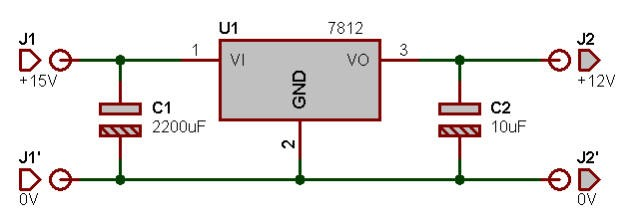 J1 U1 7812 J2
1 VI VO 3
+15V +12V
GND
C1 C2
2200uF 10uF
2
J1' J2'
0V 0V